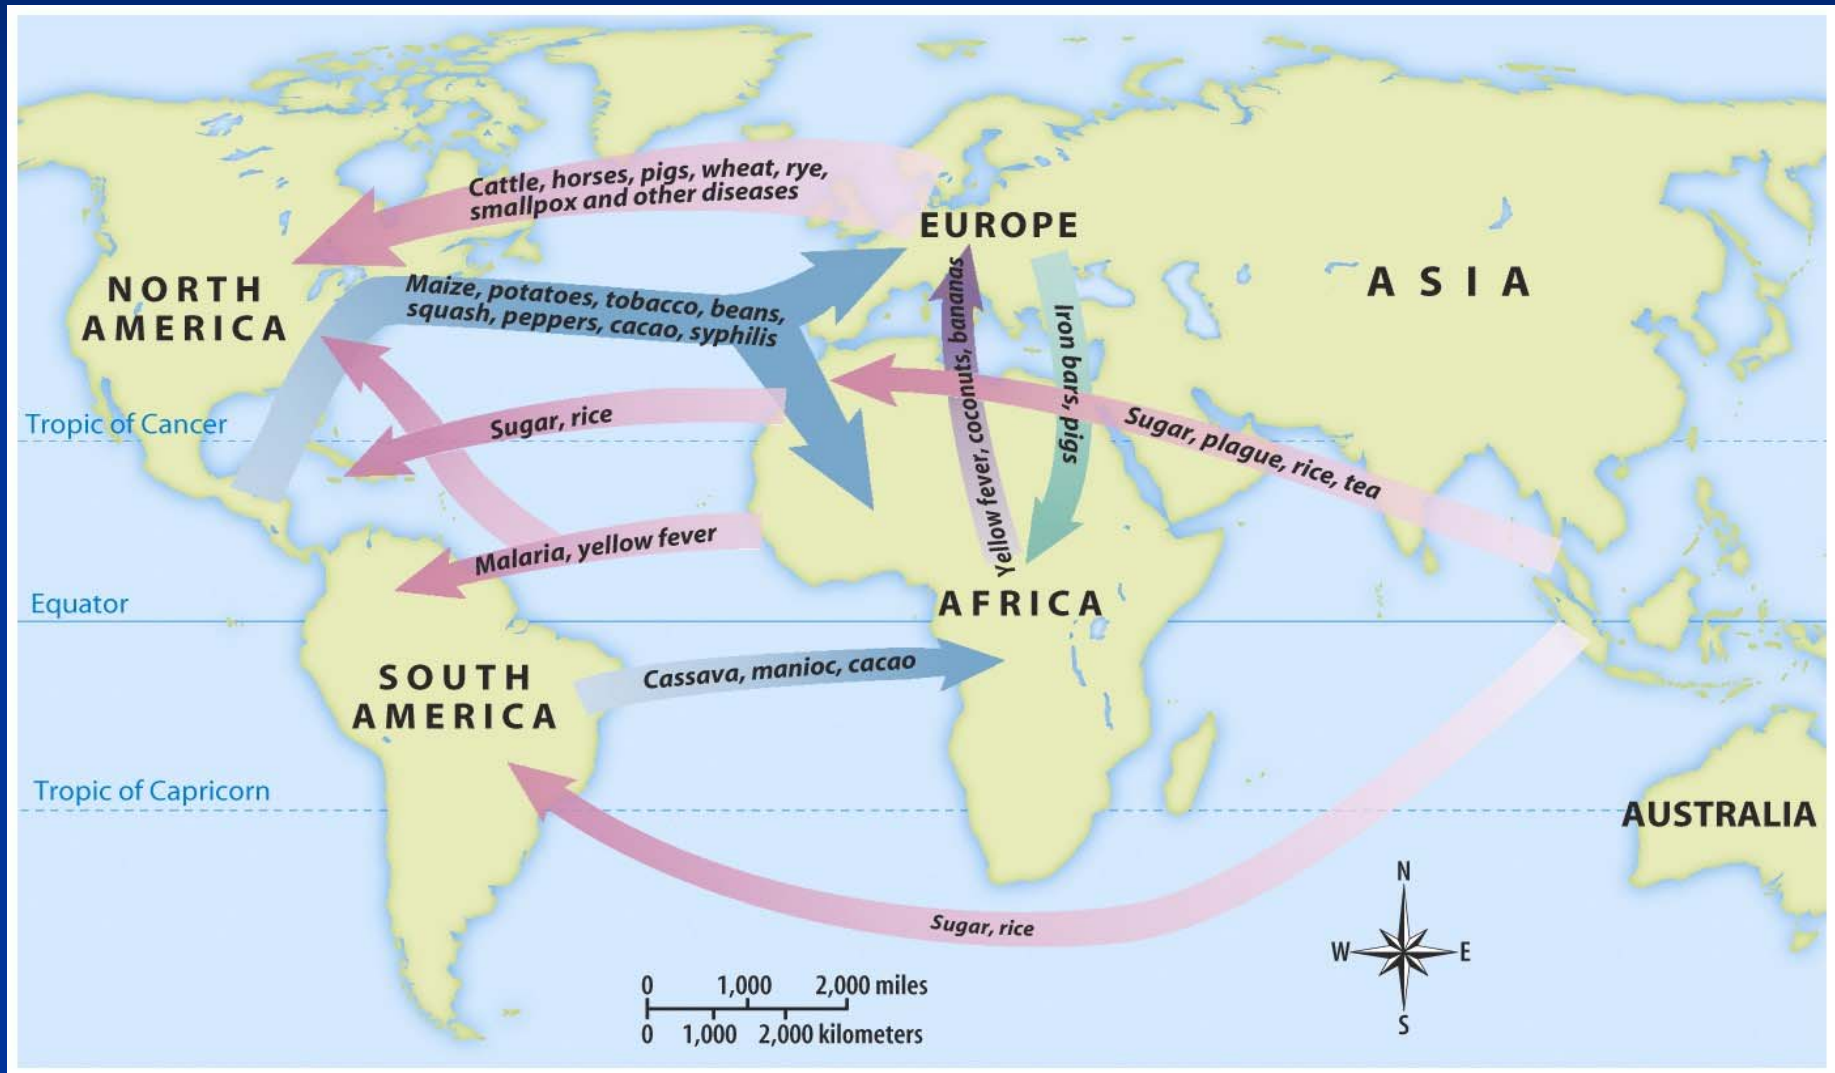 Cattle, horses, pigs, wheat, rye,
smallpox and other diseases
EUROPE
ASIA
NORTH
AMERICA
Maize, potatoes, tobacco, beans,
squash, peppers, cacao, syphilis
Yellow fever, coconuts, bananas
Iron bars, pigs
Tropic of Cancer
Sugar, rice
Sugar, plague, rice, tea
Malaria, yellow fever
Equator
AFRICA
SOUTH
AMERICA
Cassava, manioc, cacao
Tropic of Capricorn
AUSTRALIA
Sugar, rice
N
W
E
S
0 1,000 2,000 miles
0 1,000 2,000 kilometers